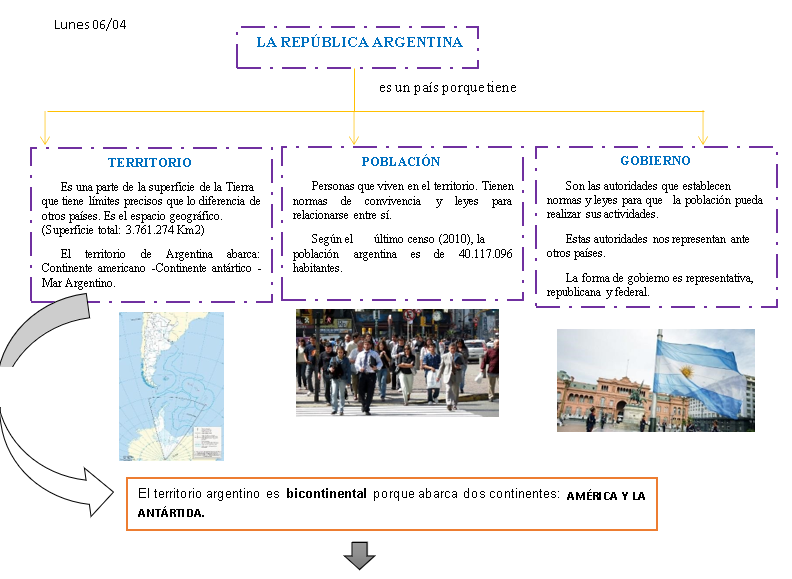 Lunes 06/04
LA REPÚBLICA ARGENTINA
es un país porque tiene
TERRITORIO
Es una parte de la superficie de la Tierra
que tiene límites precisos que lo diferencia de
otros países. Es el espacio geográfico.
(Superficie total: 3.761.274 Km2)
El territorio de Argentina abarca:
Continente americano -Continente antártico -
Mar Argentino.
POBLACIÓN
Personas que viven en el territorio. Tienen
normas de convivencia y leyes para
relacionarse entre sí.
Según el último censo (2010), la
población argentina es de 40.117.096
habitantes.
GOBIERNO
Son las autoridades que establecen
normas y leyes para que la población pueda
realizar sus actividades.
Estas autoridades nos representan ante
otros países.
La forma de gobierno es representativa,
republicana y federal.
El territorio argentino es bicontinental porque abarca dos continentes: AMÉRICA Y LA
ANTÁRTIDA.